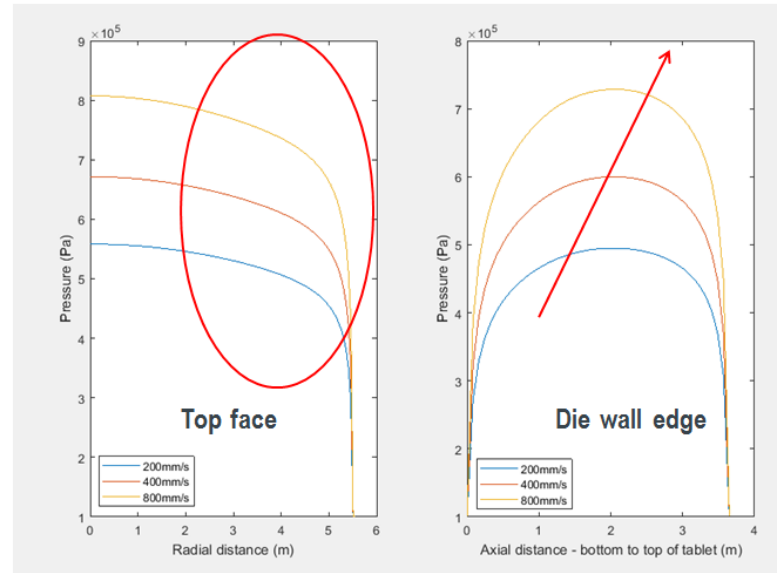 ×10⁵
9
8
7
6
5
4
3
2
1
Pressure (Pa)
Top face
200mm/s
400mm/s
800mm/s
0 1 2 3 4 5 6
Radial distance (m)
×10⁵
8
7
6
5
4
3
2
1
Pressure (Pa)
Die wall edge
200mm/s
400mm/s
800mm/s
0 1 2 3 4
Axial distance - bottom to top of tablet (m)